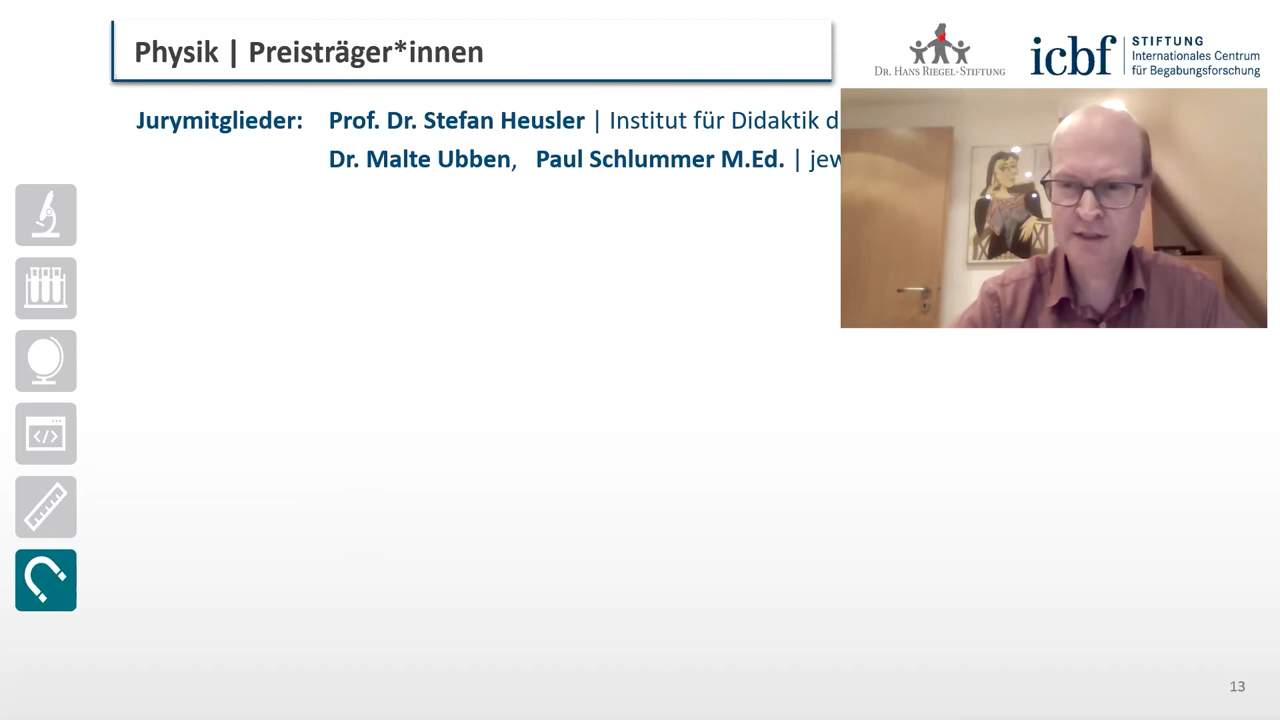 Physik | Preisträger*innen
DR. HANS RIEGEL-STIFTUNG
icbf
STIFTUNG
Internationales Centrum
für Begabungsforschung
Jurymitglieder: Prof. Dr. Stefan Heusler | Institut für Didaktik d
Dr. Malte Ubben, Paul Schlummer M.Ed. | jew
</>
13